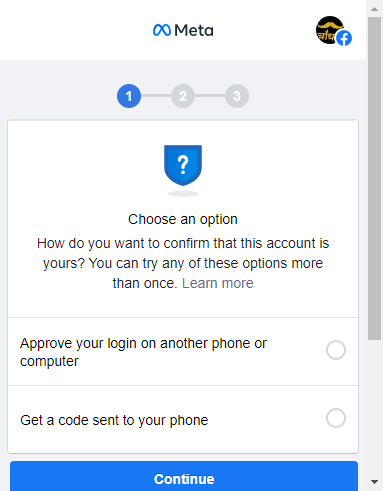 Meta
1 2 3
?
Choose an option
How do you want to confirm that this account is
yours? You can try any of these options more
than once. Learn more
Approve your login on another phone or
computer
Get a code sent to your phone
Continue